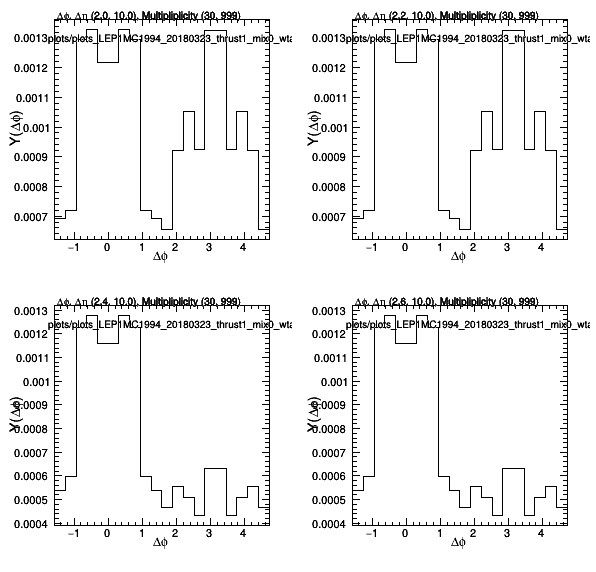 Δϕ, Δη (2.0, 10.0), Multipliplicity (30, 999)
plots/plots_LEP1MC1994_20180323_thrust1_mix0_wta
0.0013
0.0012
0.0011
0.001
0.0009
0.0008
0.0007
Y(Δϕ)
−1 0 1 2 3 4
Δϕ
Δϕ, Δη (2.2, 10.0), Multipliplicity (30, 999)
plots/plots_LEP1MC1994_20180323_thrust1_mix0_wta
0.0013
0.0012
0.0011
0.001
0.0009
0.0008
0.0007
Y(Δϕ)
−1 0 1 2 3 4
Δϕ
Δϕ, Δη (2.4, 10.0), Multipliplicity (30, 999)
plots/plots_LEP1MC1994_20180323_thrust1_mix0_wta
0.0013
0.0012
0.0011
0.001
0.0009
0.0008
0.0007
0.0006
0.0005
0.0004
Y(Δϕ)
−1 0 1 2 3 4
Δϕ
Δϕ, Δη (2.6, 10.0), Multipliplicity (30, 999)
plots/plots_LEP1MC1994_20180323_thrust1_mix0_wta
0.0013
0.0012
0.0011
0.001
0.0009
0.0008
0.0007
0.0006
0.0005
0.0004
Y(Δϕ)
−1 0 1 2 3 4
Δϕ